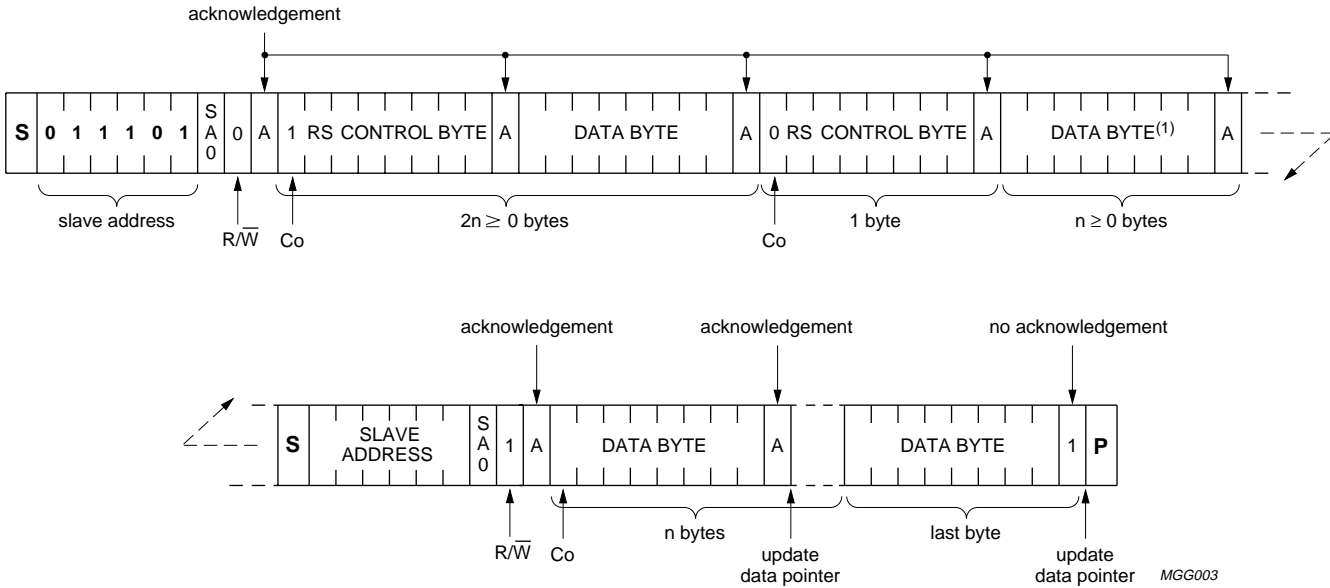 acknowledgement
S 0 1 1 1 0 1 SA0 0 A 1 RS CONTROL BYTE A DATA BYTE A 0 RS CONTROL BYTE A DATA BYTE(1) A
slave address 2n ≥ 0 bytes 1 byte n ≥ 0 bytes
R/W̅ Co Co
acknowledgement acknowledgement no acknowledgement
S SLAVE ADDRESS SA0 1 A DATA BYTE A DATA BYTE 1 P
n bytes last byte
R/W̅ Co update data pointer update data pointer
MGG003